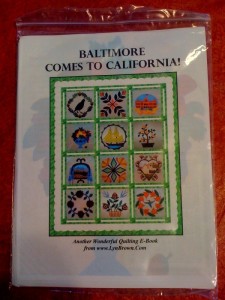 BALTIMORE
COMES TO CALIFORNIA!
Another Wonderful Quilting E-Book
from www.LynBrown.Com